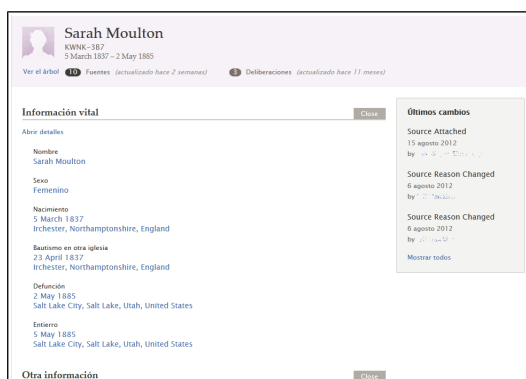 Sarah Moulton
KWNK-3B7
5 March 1837 – 2 May 1885
Ver el árbol 10 Fuentes (actualizado hace 2 semanas) 3 Deliberaciones (actualizado hace 11 meses)
Información vital Close
Abrir detalles
Nombre
Sarah Moulton
Sexo
Femenino
Nacimiento
5 March 1837
Irchester, Northamptonshire, England
Bautismo en otra iglesia
23 April 1837
Irchester, Northamptonshire, England
Defunción
2 May 1885
Salt Lake City, Salt Lake, Utah, United States
Entierro
5 May 1885
Salt Lake City, Salt Lake, Utah, United States
Otra información Close
Últimos cambios
Source Attached
15 agosto 2012
by
Source Reason Changed
6 agosto 2012
by
Source Reason Changed
6 agosto 2012
by
Mostrar todos